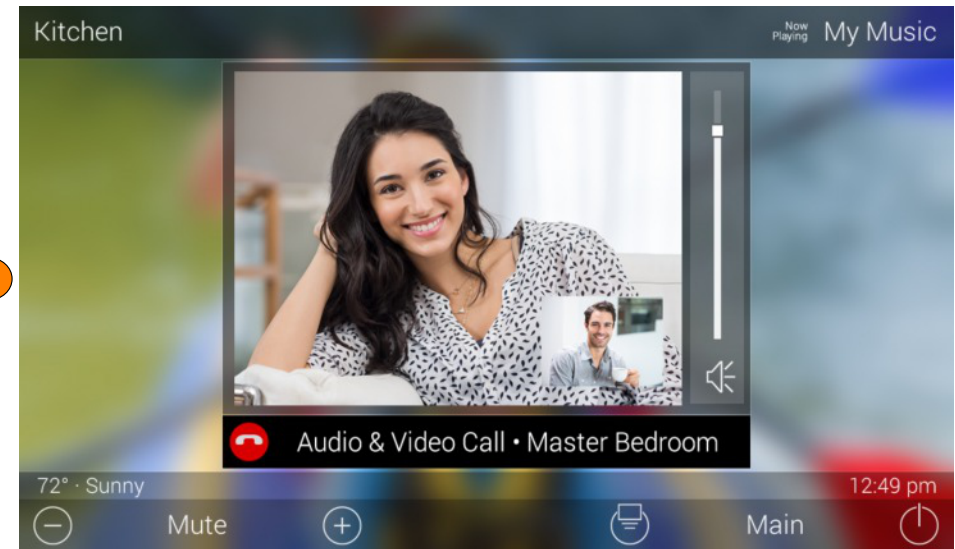 Kitchen
Now Playing My Music
Audio & Video Call • Master Bedroom
72° · Sunny
12:49 pm
Mute
Main